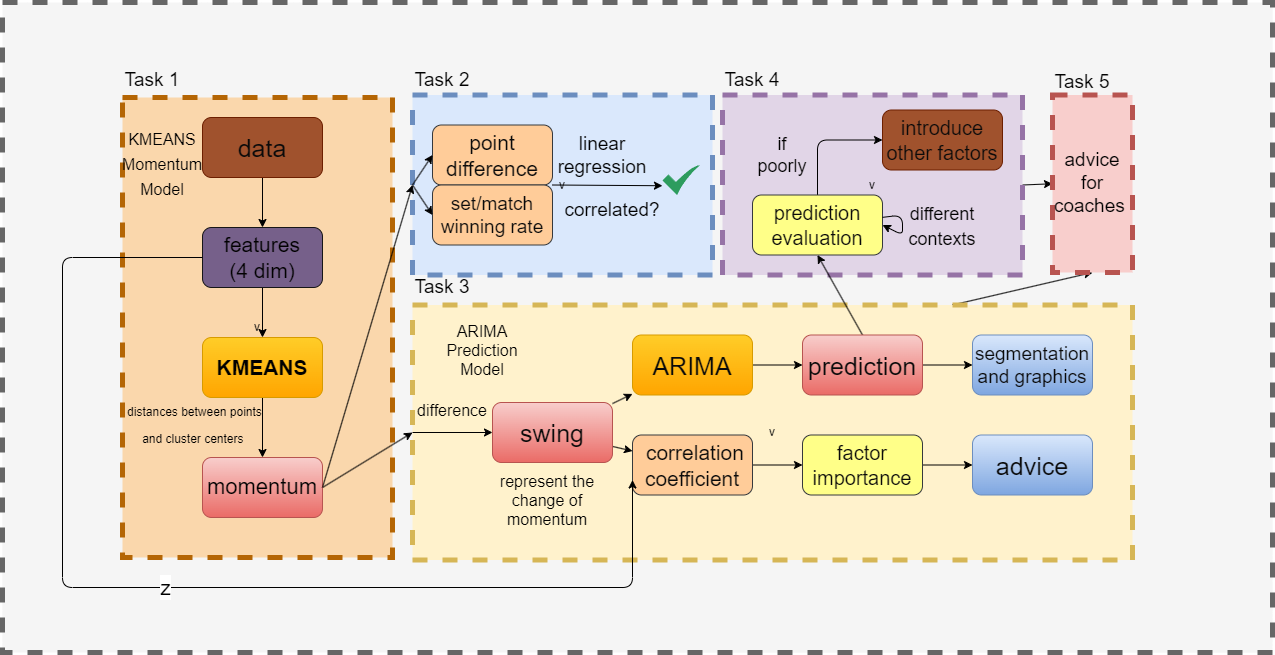 Task 1
KMEANS
Momentum
Model
data
features
(4 dim)
v
KMEANS
distances between points
and cluster centers
momentum
z
Task 2
point
difference
set/match
winning rate
linear
regression
v
correlated?
Task 4
if
poorly
introduce
other factors
v
prediction
evaluation
different
contexts
Task 5
advice
for
coaches
Task 3
ARIMA
Prediction
Model
difference
swing
represent the
change of
momentum
ARIMA
prediction
segmentation
and graphics
correlation
coefficient
v
factor
importance
advice